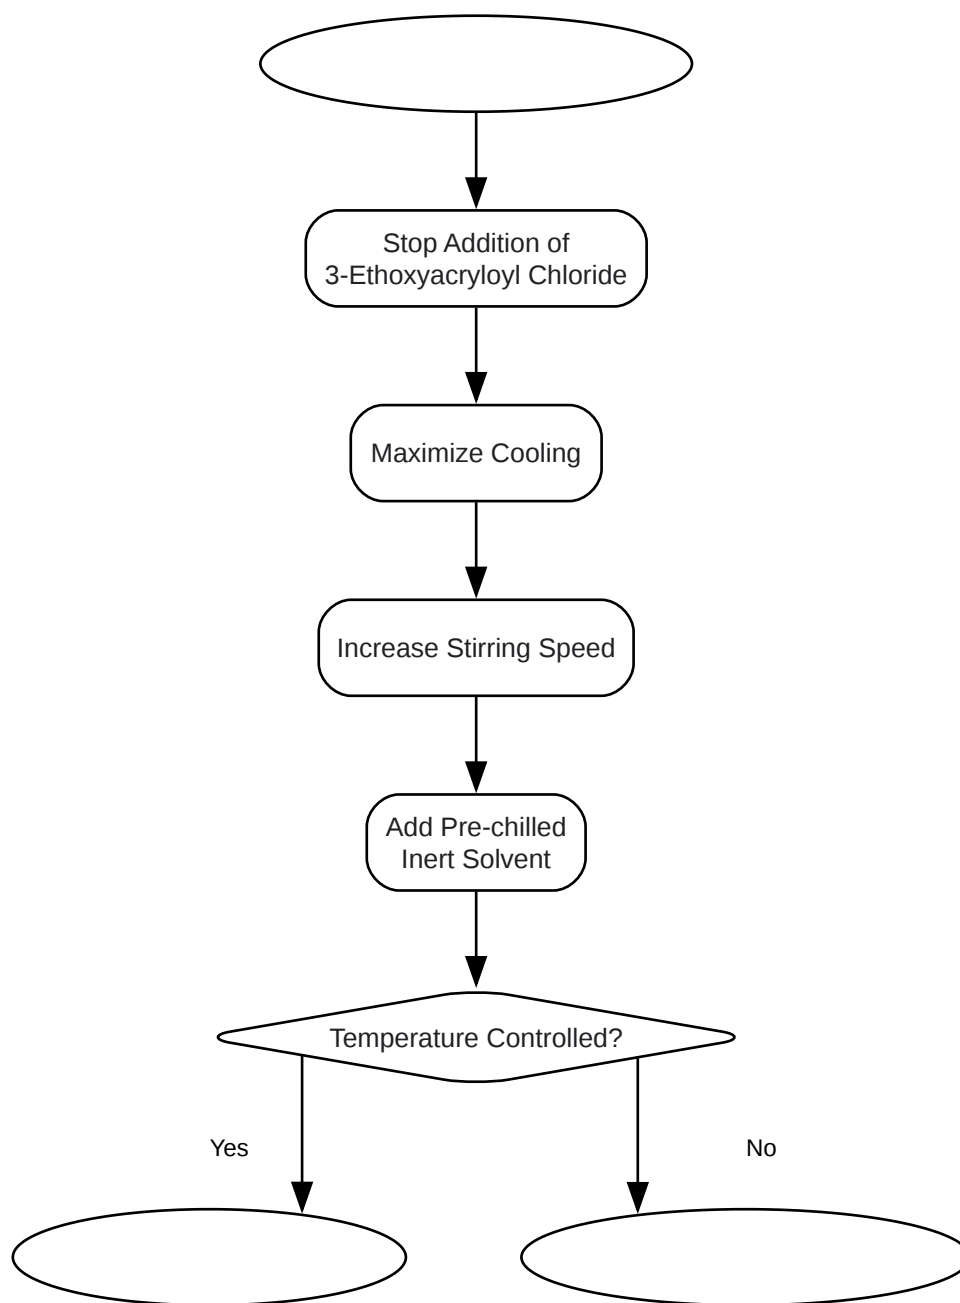 Stop Addition of
3-Ethoxyacryloyl Chloride
Maximize Cooling
Increase Stirring Speed
Add Pre-chilled
Inert Solvent
Temperature Controlled?
Yes
No